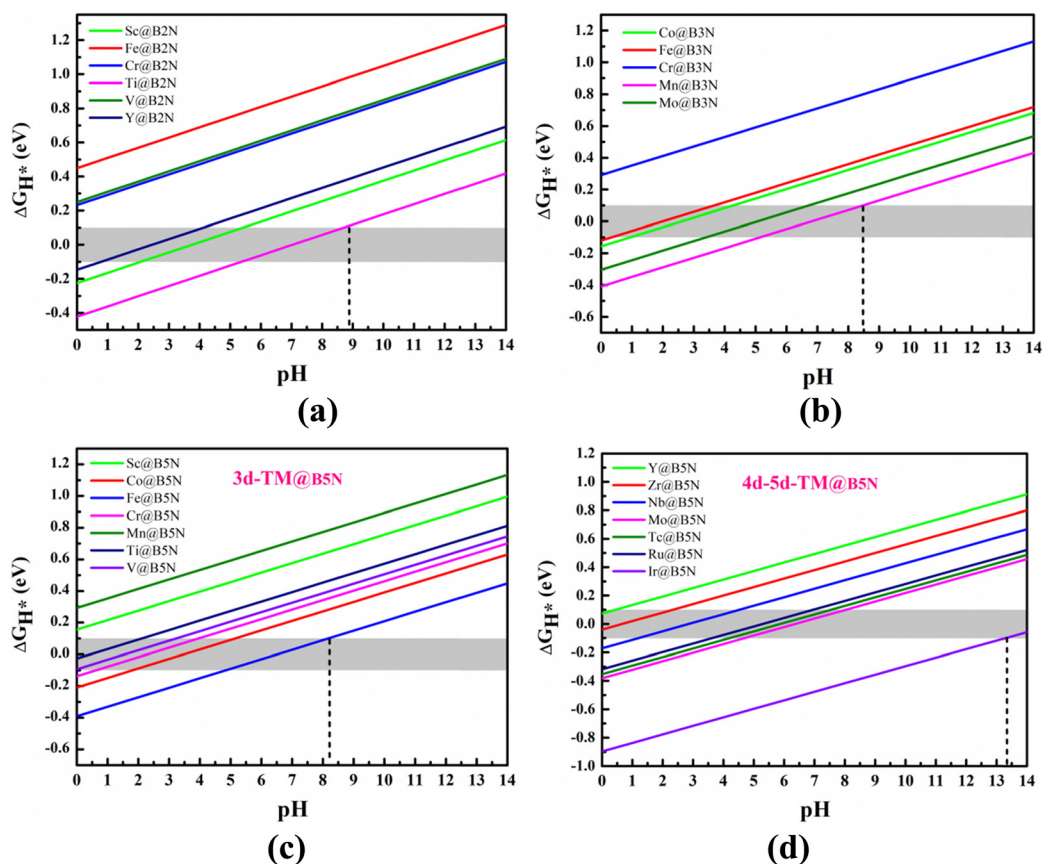 1.2
1.0
0.8
0.6
0.4
0.2
0.0
-0.2
-0.4
ΔG_H* (eV)
Sc@B2N
Fe@B2N
Cr@B2N
Ti@B2N
V@B2N
Y@B2N
0 1 2 3 4 5 6 7 8 9 10 11 12 13 14
pH
(a)
1.2
1.0
0.8
0.6
0.4
0.2
0.0
-0.2
-0.4
-0.6
ΔG_H* (eV)
Co@B3N
Fe@B3N
Cr@B3N
Mn@B3N
Mo@B3N
0 1 2 3 4 5 6 7 8 9 10 11 12 13 14
pH
(b)
1.2
1.0
0.8
0.6
0.4
0.2
0.0
-0.2
-0.4
-0.6
ΔG_H* (eV)
Sc@B5N
Co@B5N
Fe@B5N
Cr@B5N
Mn@B5N
Ti@B5N
V@B5N
3d-TM@B5N
0 1 2 3 4 5 6 7 8 9 10 11 12 13 14
pH
(c)
1.2
1.0
0.8
0.6
0.4
0.2
0.0
-0.2
-0.4
-0.6
-0.8
-1.0
ΔG_H* (eV)
Y@B5N
Zr@B5N
Nb@B5N
Mo@B5N
Tc@B5N
Ru@B5N
Ir@B5N
4d-5d-TM@B5N
0 1 2 3 4 5 6 7 8 9 10 11 12 13 14
pH
(d)